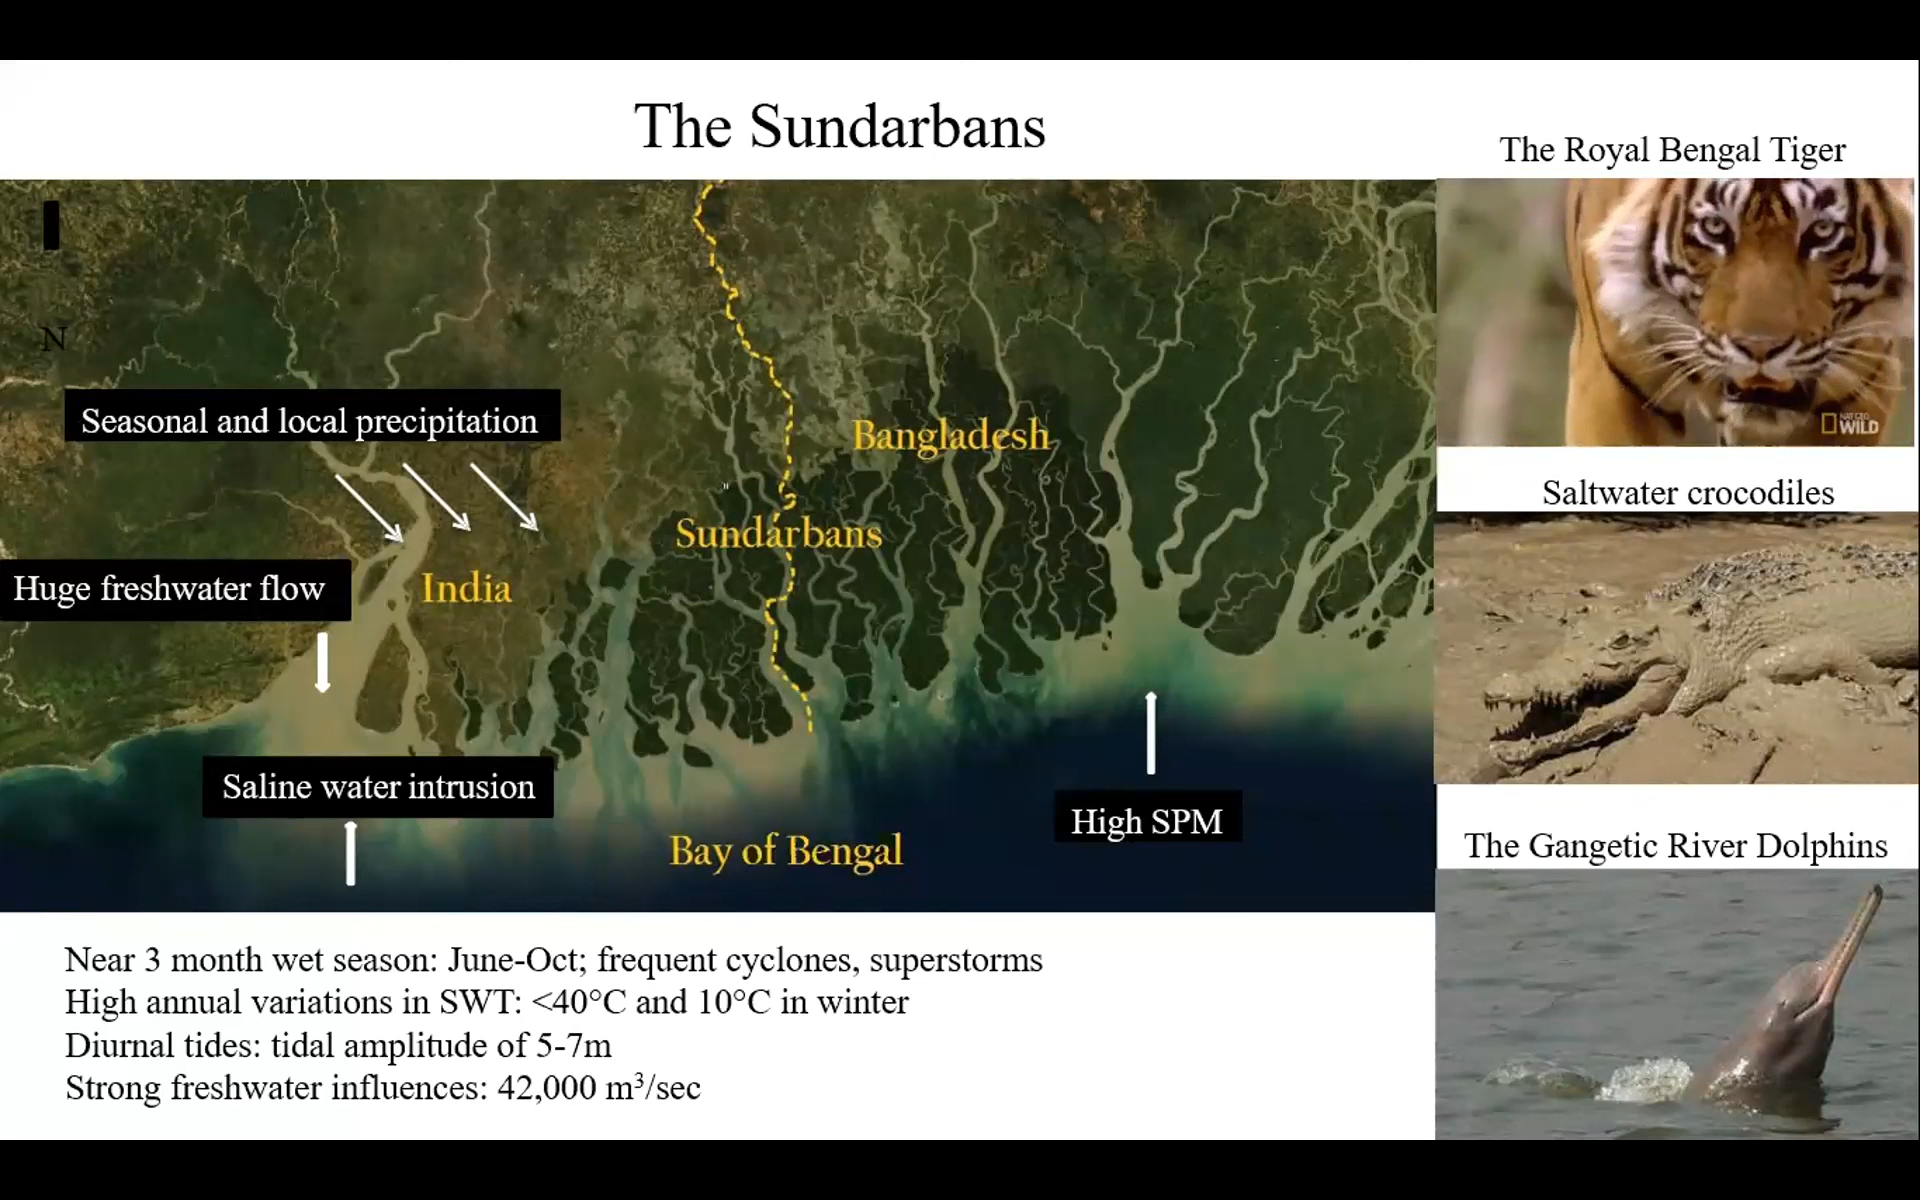 The Sundarbans
The Royal Bengal Tiger
N
Seasonal and local precipitation
Bangladesh
NAT GEO
WILD
Saltwater crocodiles
Sundarbans
Huge freshwater flow
India
Saline water intrusion
High SPM
Bay of Bengal
The Gangetic River Dolphins
Near 3 month wet season: June-Oct; frequent cyclones, superstorms
High annual variations in SWT: <40°C and 10°C in winter
Diurnal tides: tidal amplitude of 5-7m
Strong freshwater influences: 42,000 m³/sec